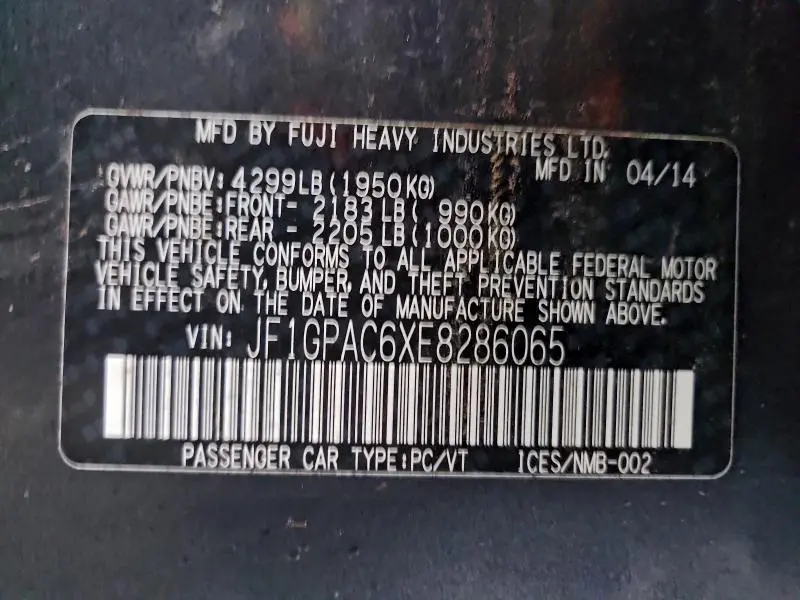 MFD BY FUJI HEAVY INDUSTRIES LTD.
MFD IN 04/14
GVWR/PNBV: 4299LB(1950KG)
GAWR/PNBE:FRONT- 2183LB( 990KG)
GAWR/PNBE:REAR - 2205LB(1000KG)
THIS VEHICLE CONFORMS TO ALL APPLICABLE FEDERAL MOTOR
VEHICLE SAFETY, BUMPER, AND THEFT PREVENTION STANDARDS
IN EFFECT ON THE DATE OF MANUFACTURE SHOWN ABOVE.
VIN: JF1GPAC6XE8286065
PASSENGER CAR TYPE:PC/VT ICES/NMB-002